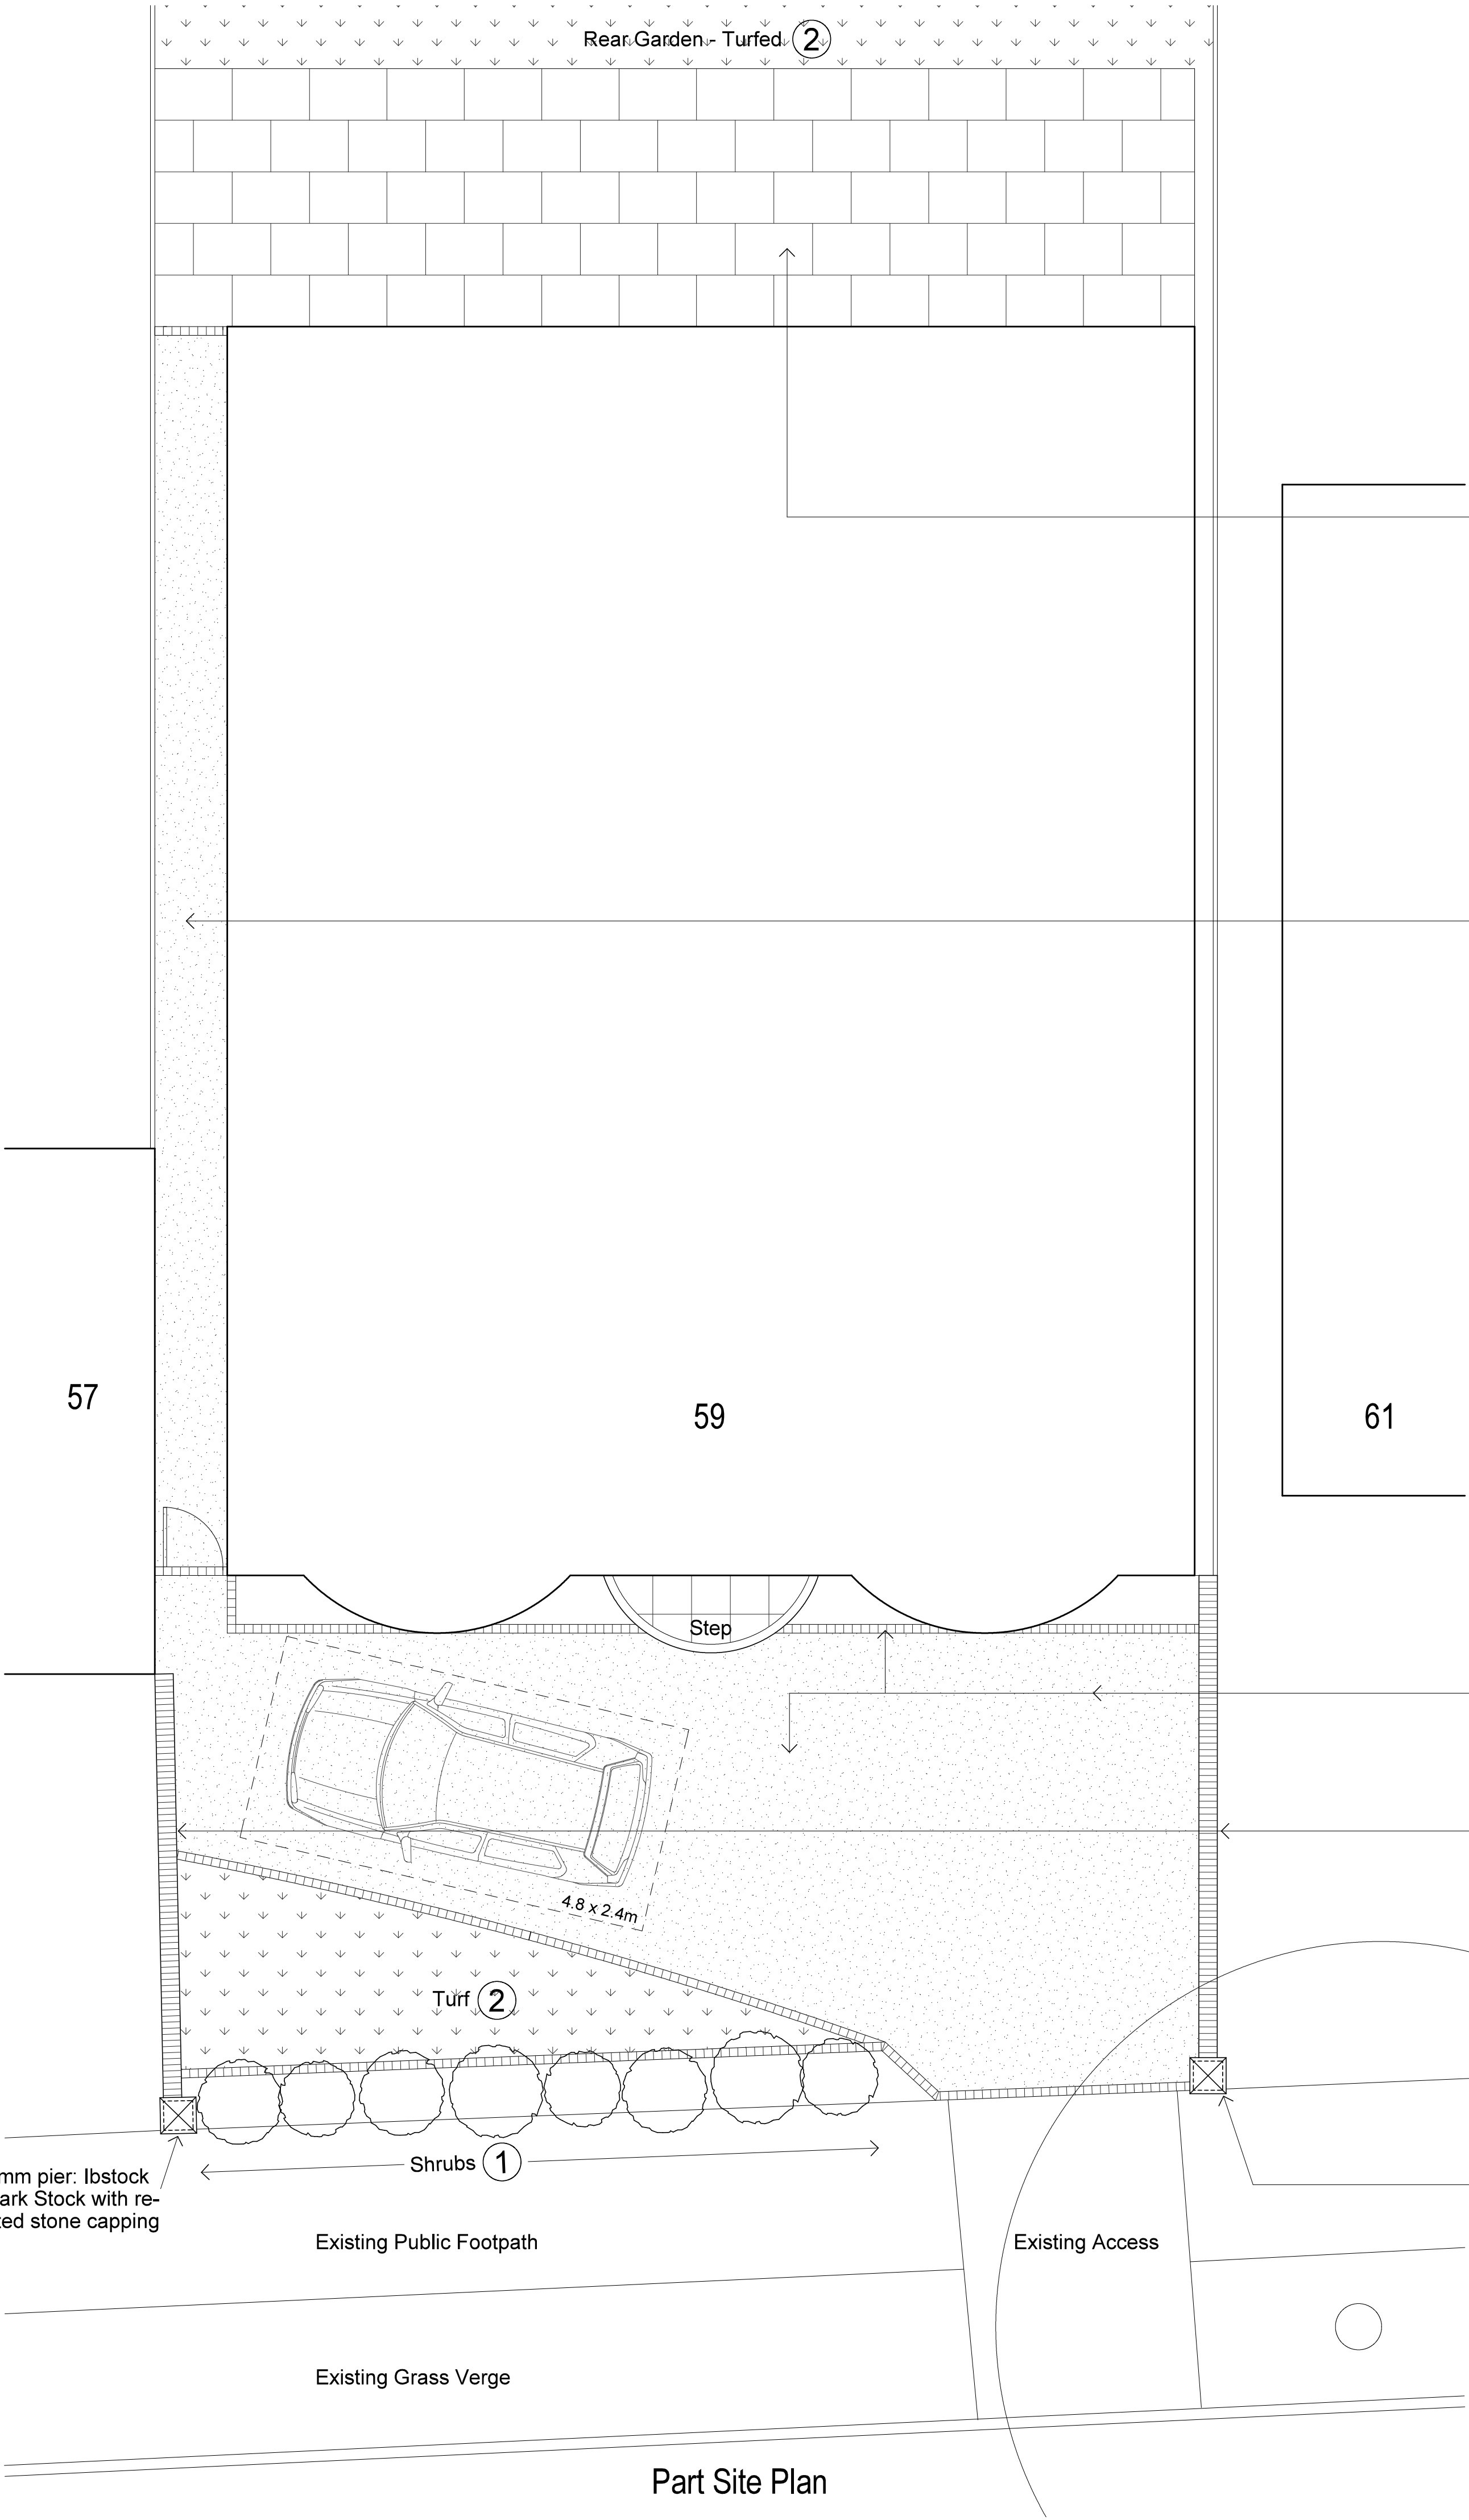 Rear Garden - Turfed 2
57
59
61
Step
4.8 x 2.4m
Turf 2
Shrubs 1
mm pier: Ibstock
ark Stock with re-
ed stone capping
Existing Public Footpath
Existing Access
Existing Grass Verge
Part Site Plan